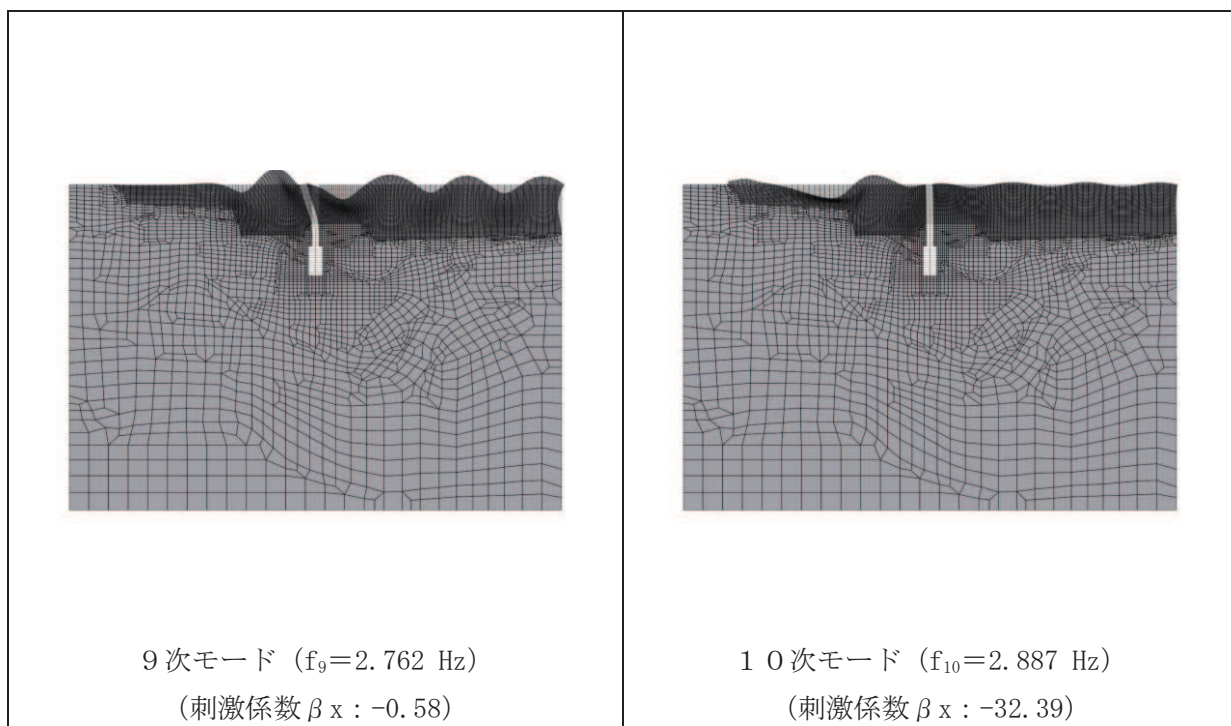 9次モード (f₉=2.762 Hz)
(刺激係数βx:-0.58)
10次モード (f₁₀=2.887 Hz)
(刺激係数βx:-32.39)